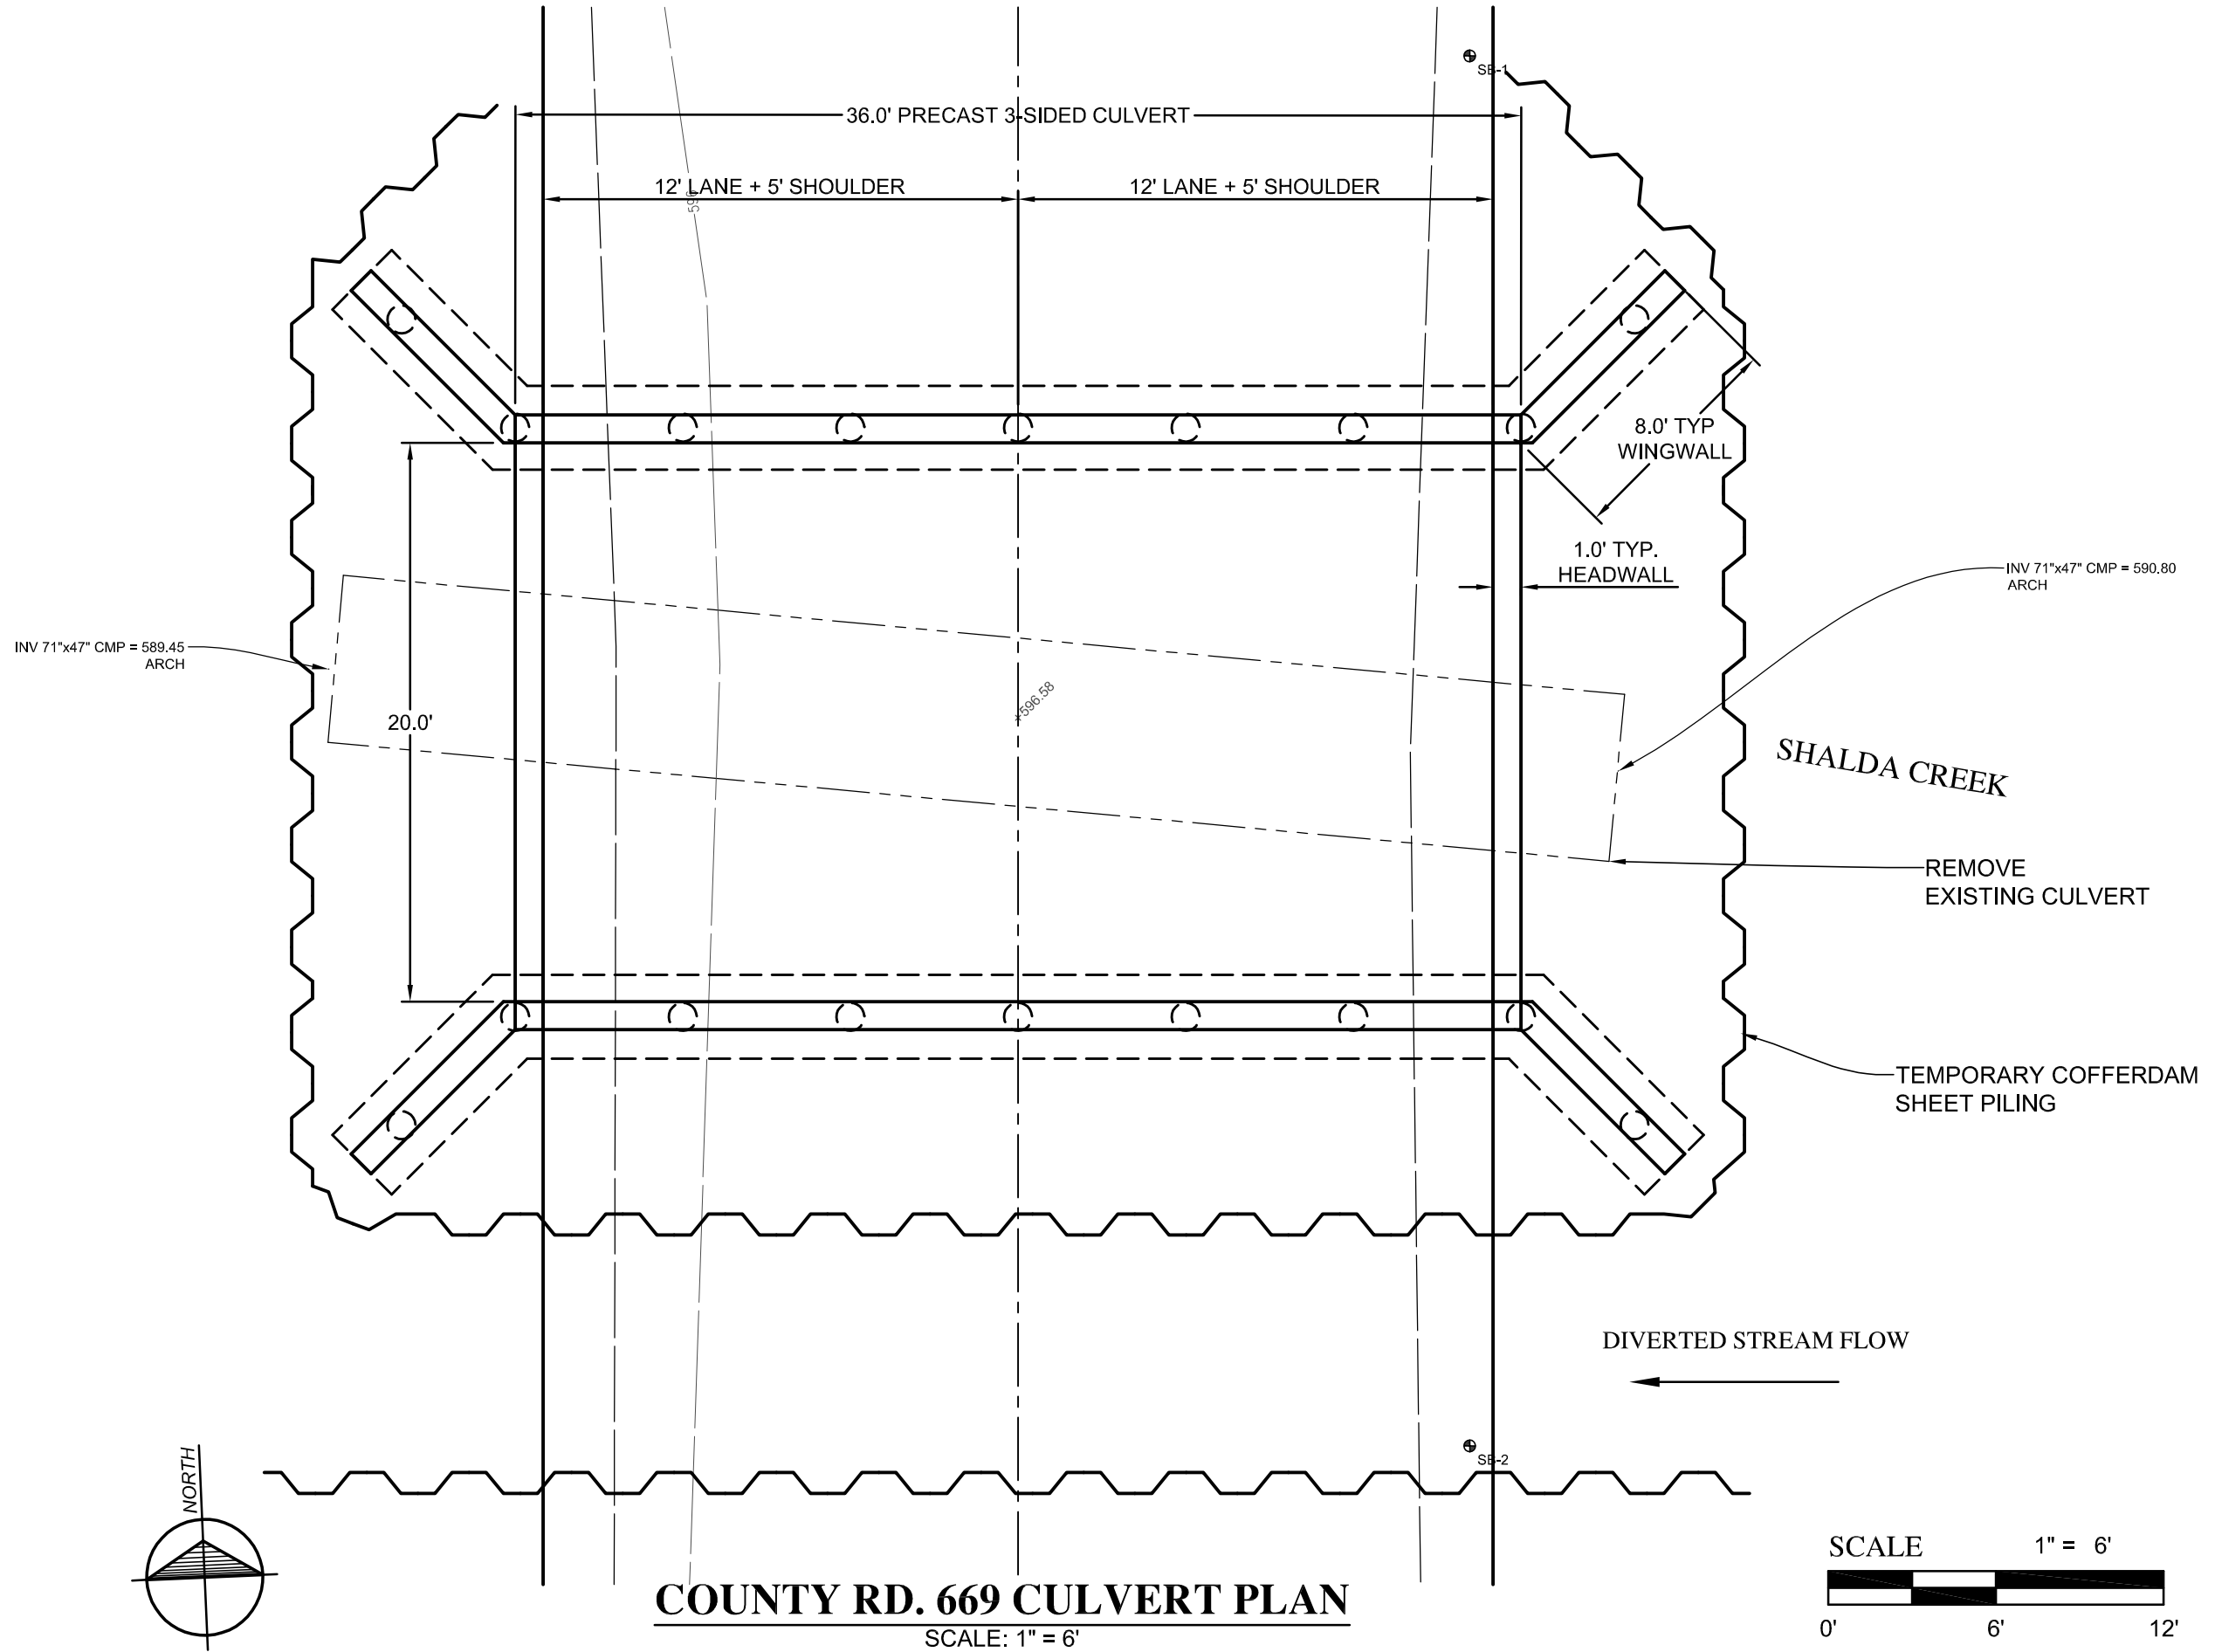 SB-1
36.0' PRECAST 3-SIDED CULVERT
12' LANE + 5' SHOULDER
12' LANE + 5' SHOULDER
596
8.0' TYP
WINGWALL
1.0' TYP.
HEADWALL
INV 71"x47" CMP = 590.80
ARCH
INV 71"x47" CMP = 589.45
ARCH
20.0'
+596.58
SHALDA CREEK
REMOVE
EXISTING CULVERT
TEMPORARY COFFERDAM
SHEET PILING
DIVERTED STREAM FLOW
SB-2
NORTH
COUNTY RD. 669 CULVERT PLAN
SCALE: 1" = 6'
SCALE 1" = 6'
0' 6' 12'